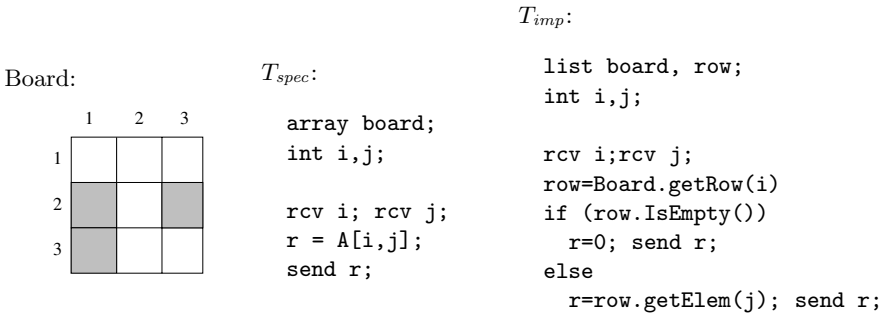 Board:
1 2 3
1
2
3
T_spec:
array board;
int i,j;
rcv i; rcv j;
r = A[i,j];
send r;
T_imp:
list board, row;
int i,j;
rcv i;rcv j;
row=Board.getRow(i)
if (row.IsEmpty())
r=0; send r;
else
r=row.getElem(j); send r;